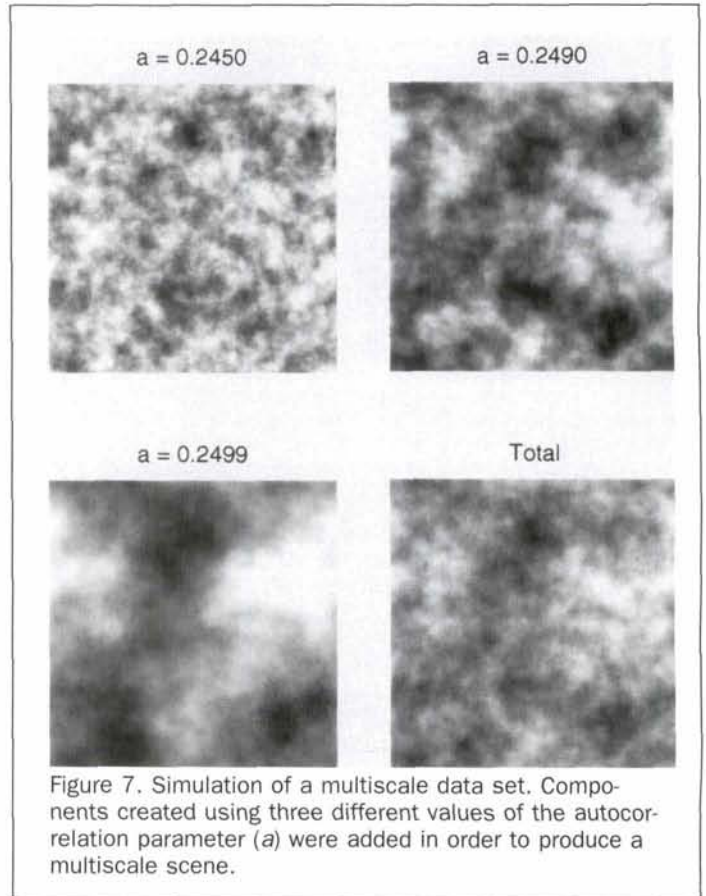 a = 0.2450
a = 0.2490
a = 0.2499
Total
Figure 7. Simulation of a multiscale data set. Compo-
nents created using three different values of the autocor-
relation parameter (a) were added in order to produce a
multiscale scene.